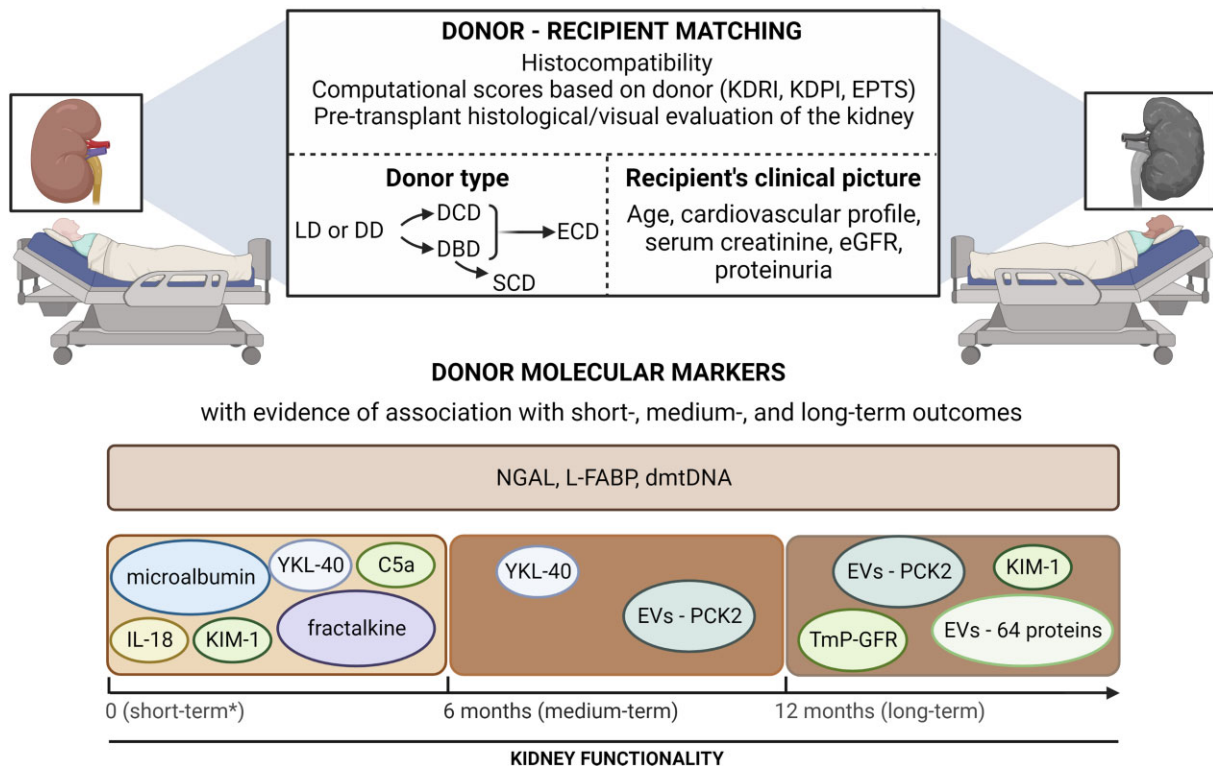 DONOR - RECIPIENT MATCHING
Histocompatibility
Computational scores based on donor (KDRI, KDPI, EPTS)
Pre-transplant histological/visual evaluation of the kidney
Donor type
LD or DD
DCD
DBD
ECD
SCD
Recipient's clinical picture
Age, cardiovascular profile,
serum creatinine, eGFR,
proteinuria
DONOR MOLECULAR MARKERS
with evidence of association with short-, medium-, and long-term outcomes
NGAL, L-FABP, dmtDNA
microalbumin
YKL-40
C5a
IL-18
KIM-1
fractalkine
YKL-40
EVs - PCK2
EVs - PCK2
KIM-1
TmP-GFR
EVs - 64 proteins
0 (short-term*)
6 months (medium-term)
12 months (long-term)
KIDNEY FUNCTIONALITY